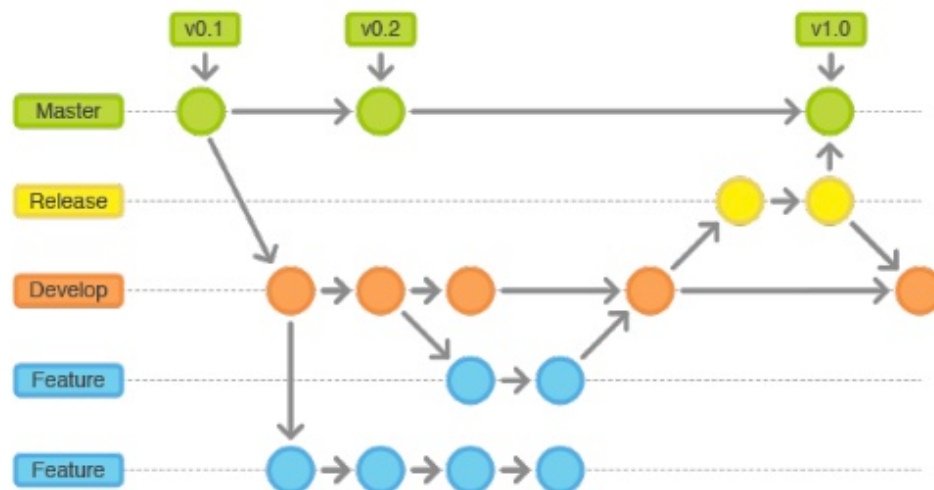 v0.1
v0.2
v1.0
Master
Release
Develop
Feature
Feature